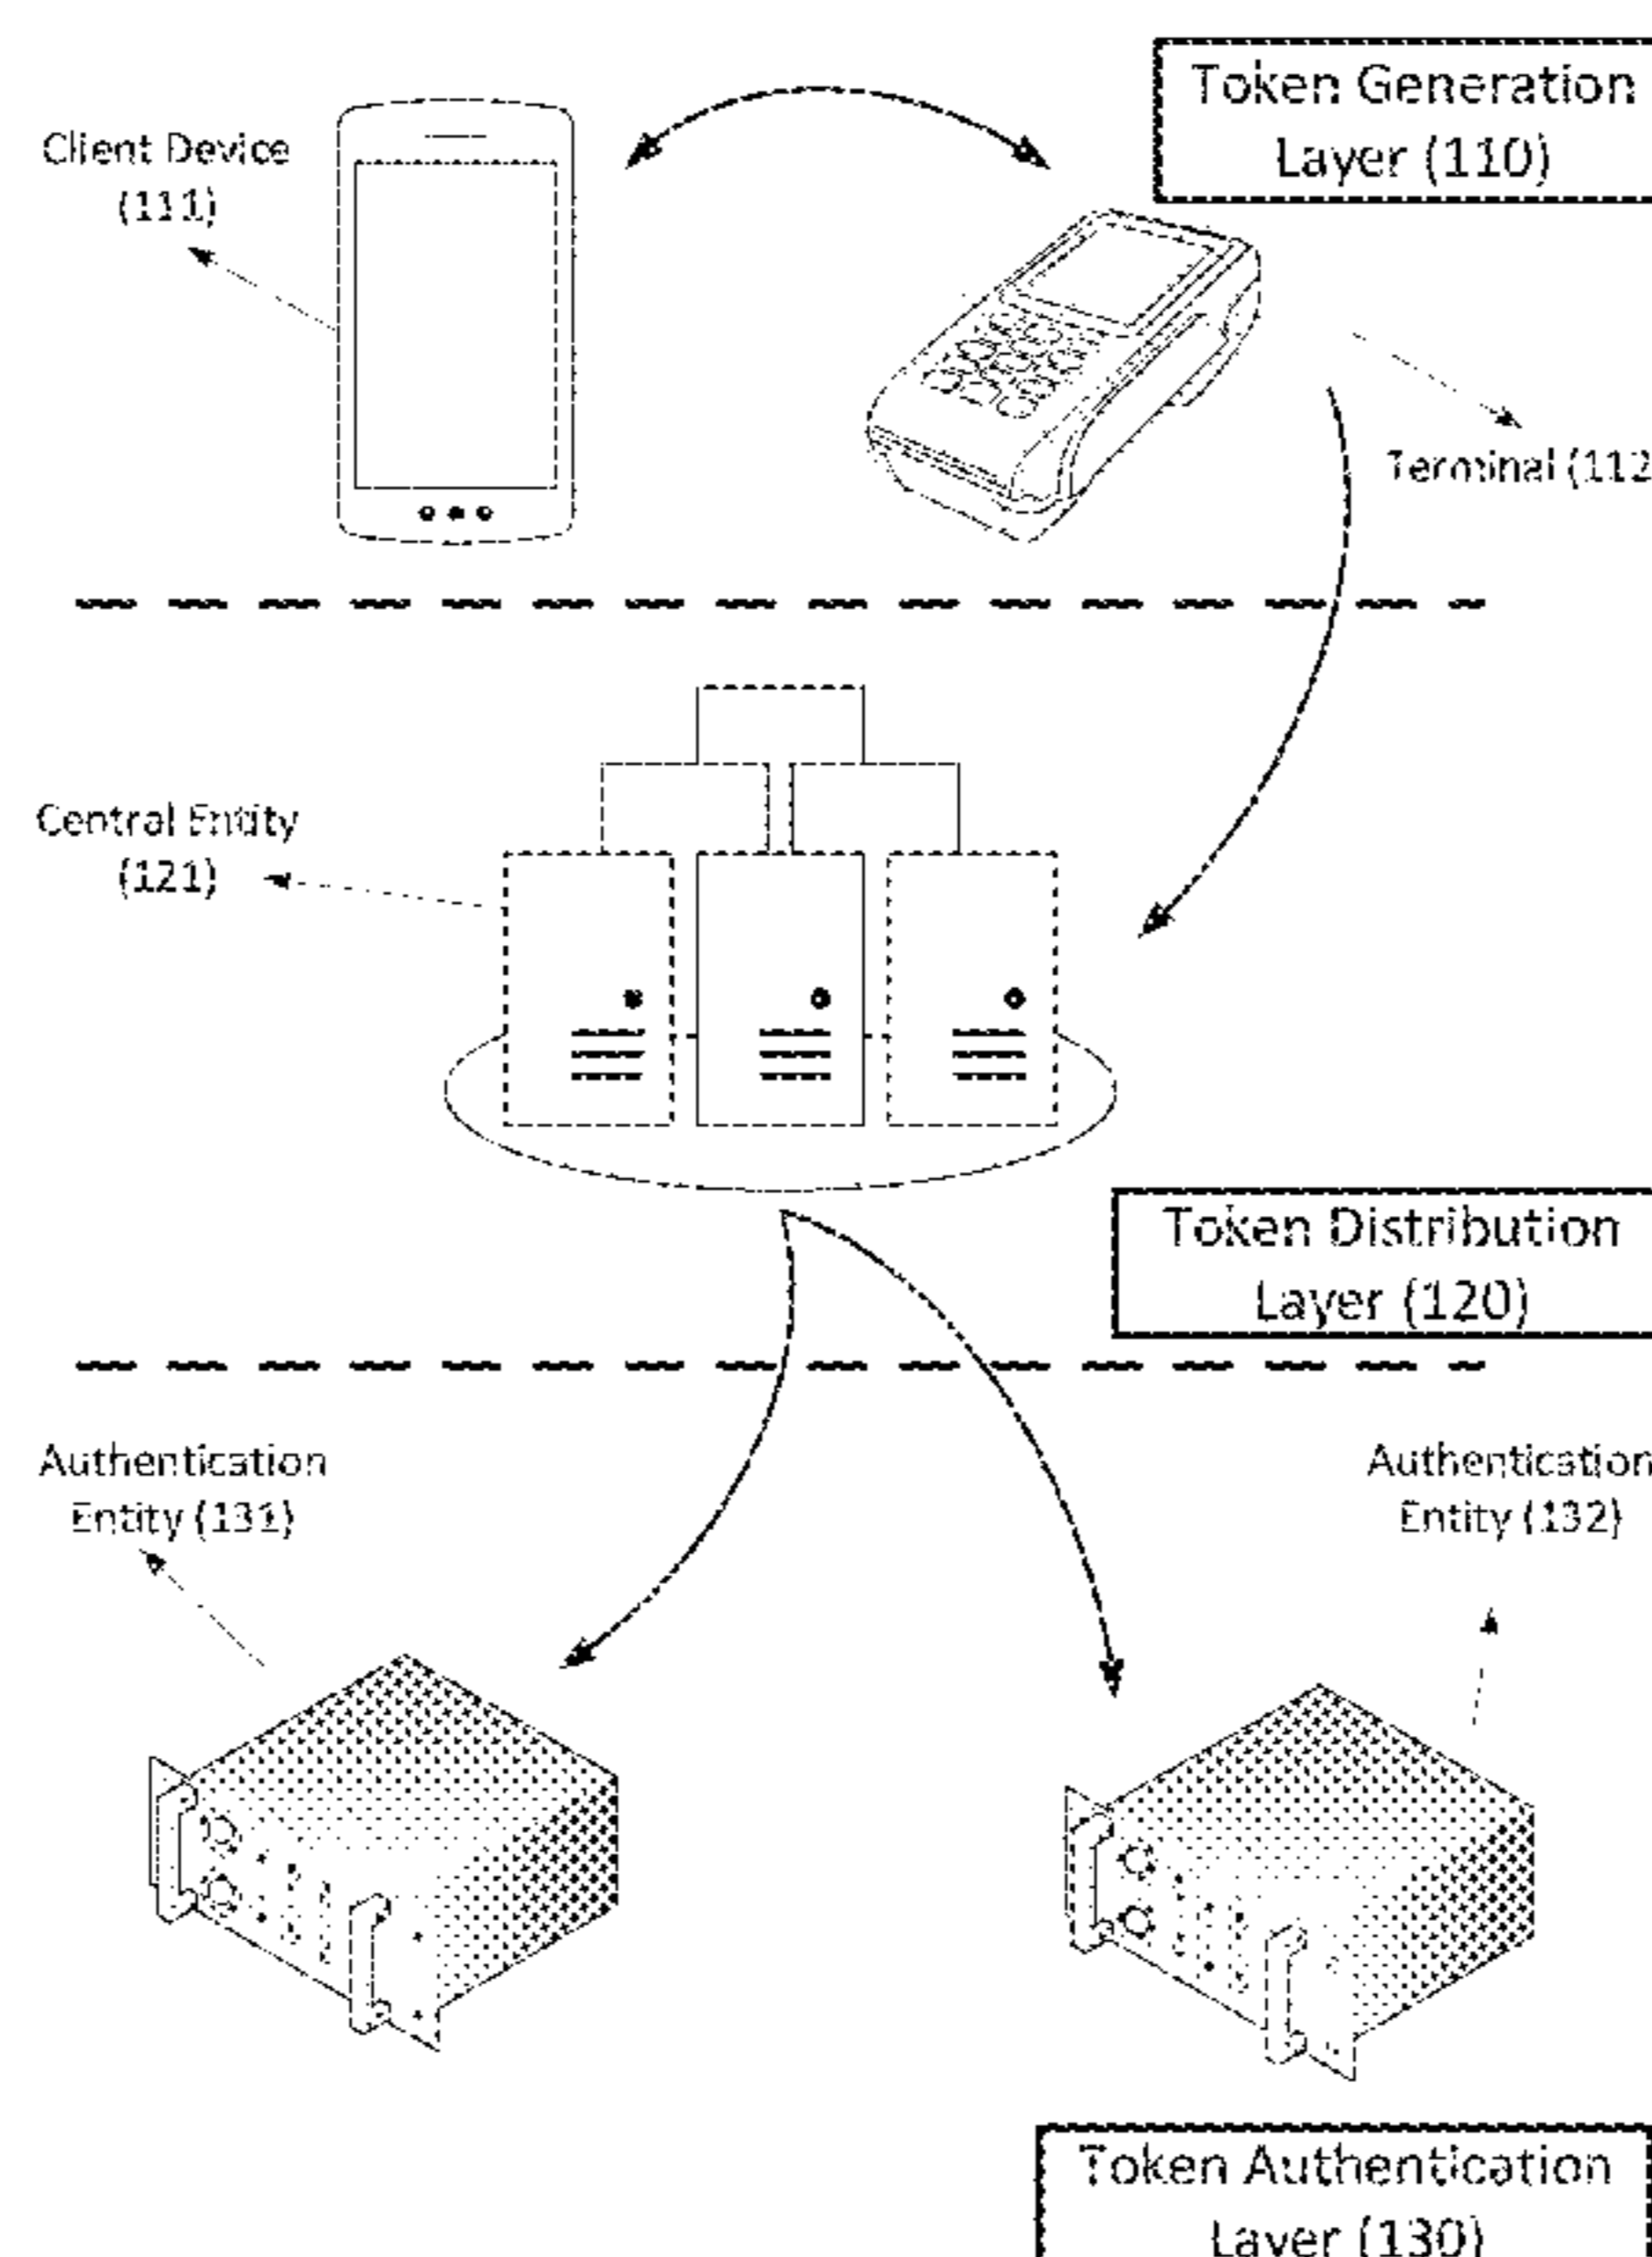 Token Generation
Layer (110)
Client Device
(111)
Terminal (112
Central Entity
(121)
Token Distribution
Layer (120)
Authentication
Entity (131)
Authentication
Entity (132)
Token Authentication
Layer (130)